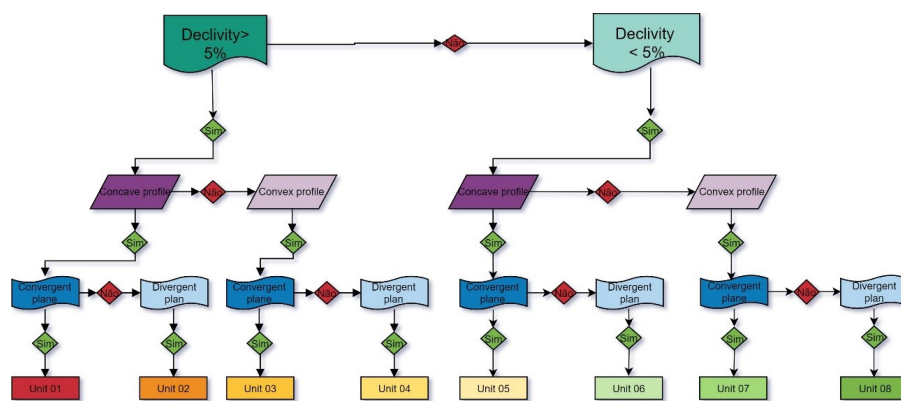 Declivity>
5%
Não
Declivity
< 5%
Sim
Sim
Concave profile
Não
Convex profile
Concave profile
Não
Convex profile
Sim
Sim
Sim
Sim
Convergent
plane
Não
Divergent
plan
Convergent
plane
Não
Divergent
plan
Convergent
plane
Não
Divergent
plan
Convergent
plane
Não
Divergent
plan
Sim
Sim
Sim
Sim
Sim
Sim
Sim
Sim
Unit 01
Unit 02
Unit 03
Unit 04
Unit 05
Unit 06
Unit 07
Unit 08